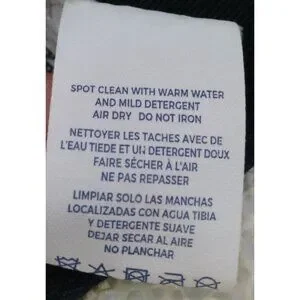 SPOT CLEAN WITH WARM WATER
AND MILD DETERGENT
AIR DRY DO NOT IRON
NETTOYER LES TACHES AVEC DE
L'EAU TIEDE ET UN DETERGENT DOUX
FAIRE SÉCHER À L'AIR
NE PAS REPASSER
LIMPIAR SOLO LAS MANCHAS
LOCALIZADAS CON AGUA TIBIA
Y DETERGENTE SUAVE
DEJAR SECAR AL AIRE
NO PLANCHAR